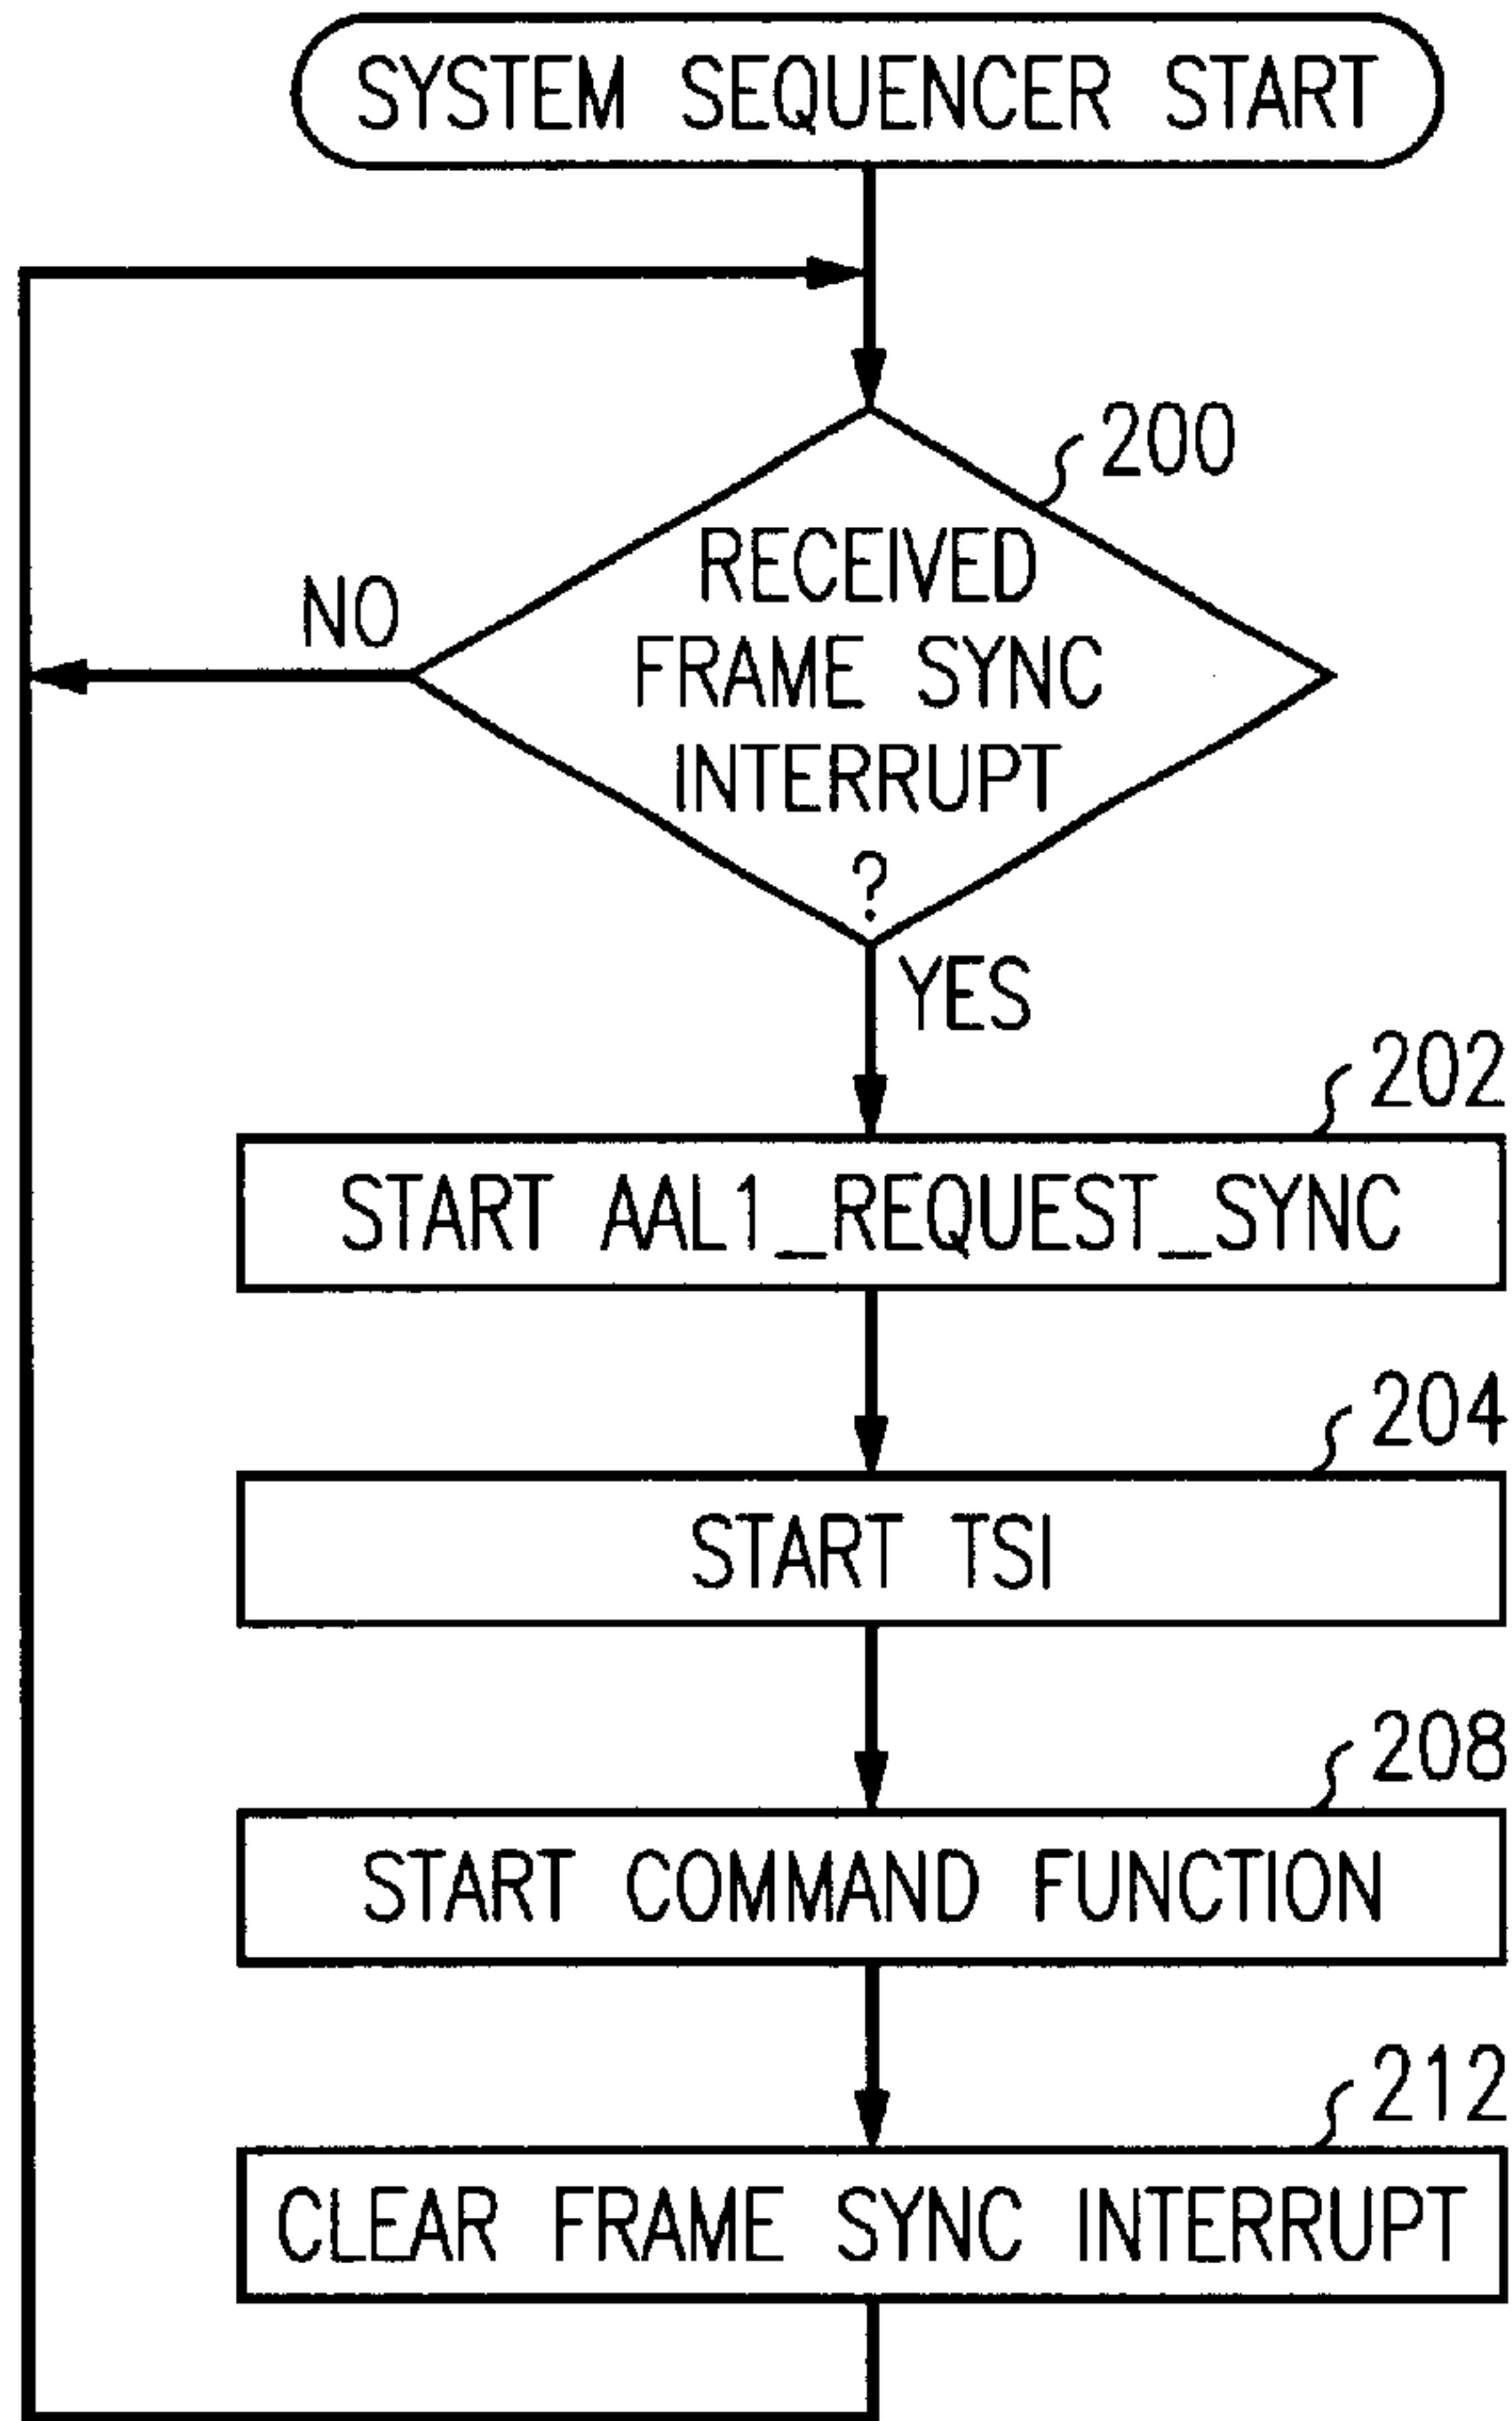 SYSTEM SEQUENCER START
200
RECEIVED
FRAME SYNC
INTERRUPT
?
NO
YES
202
START AAL1_REQUEST_SYNC
204
START TSI
208
START COMMAND FUNCTION
212
CLEAR FRAME SYNC INTERRUPT